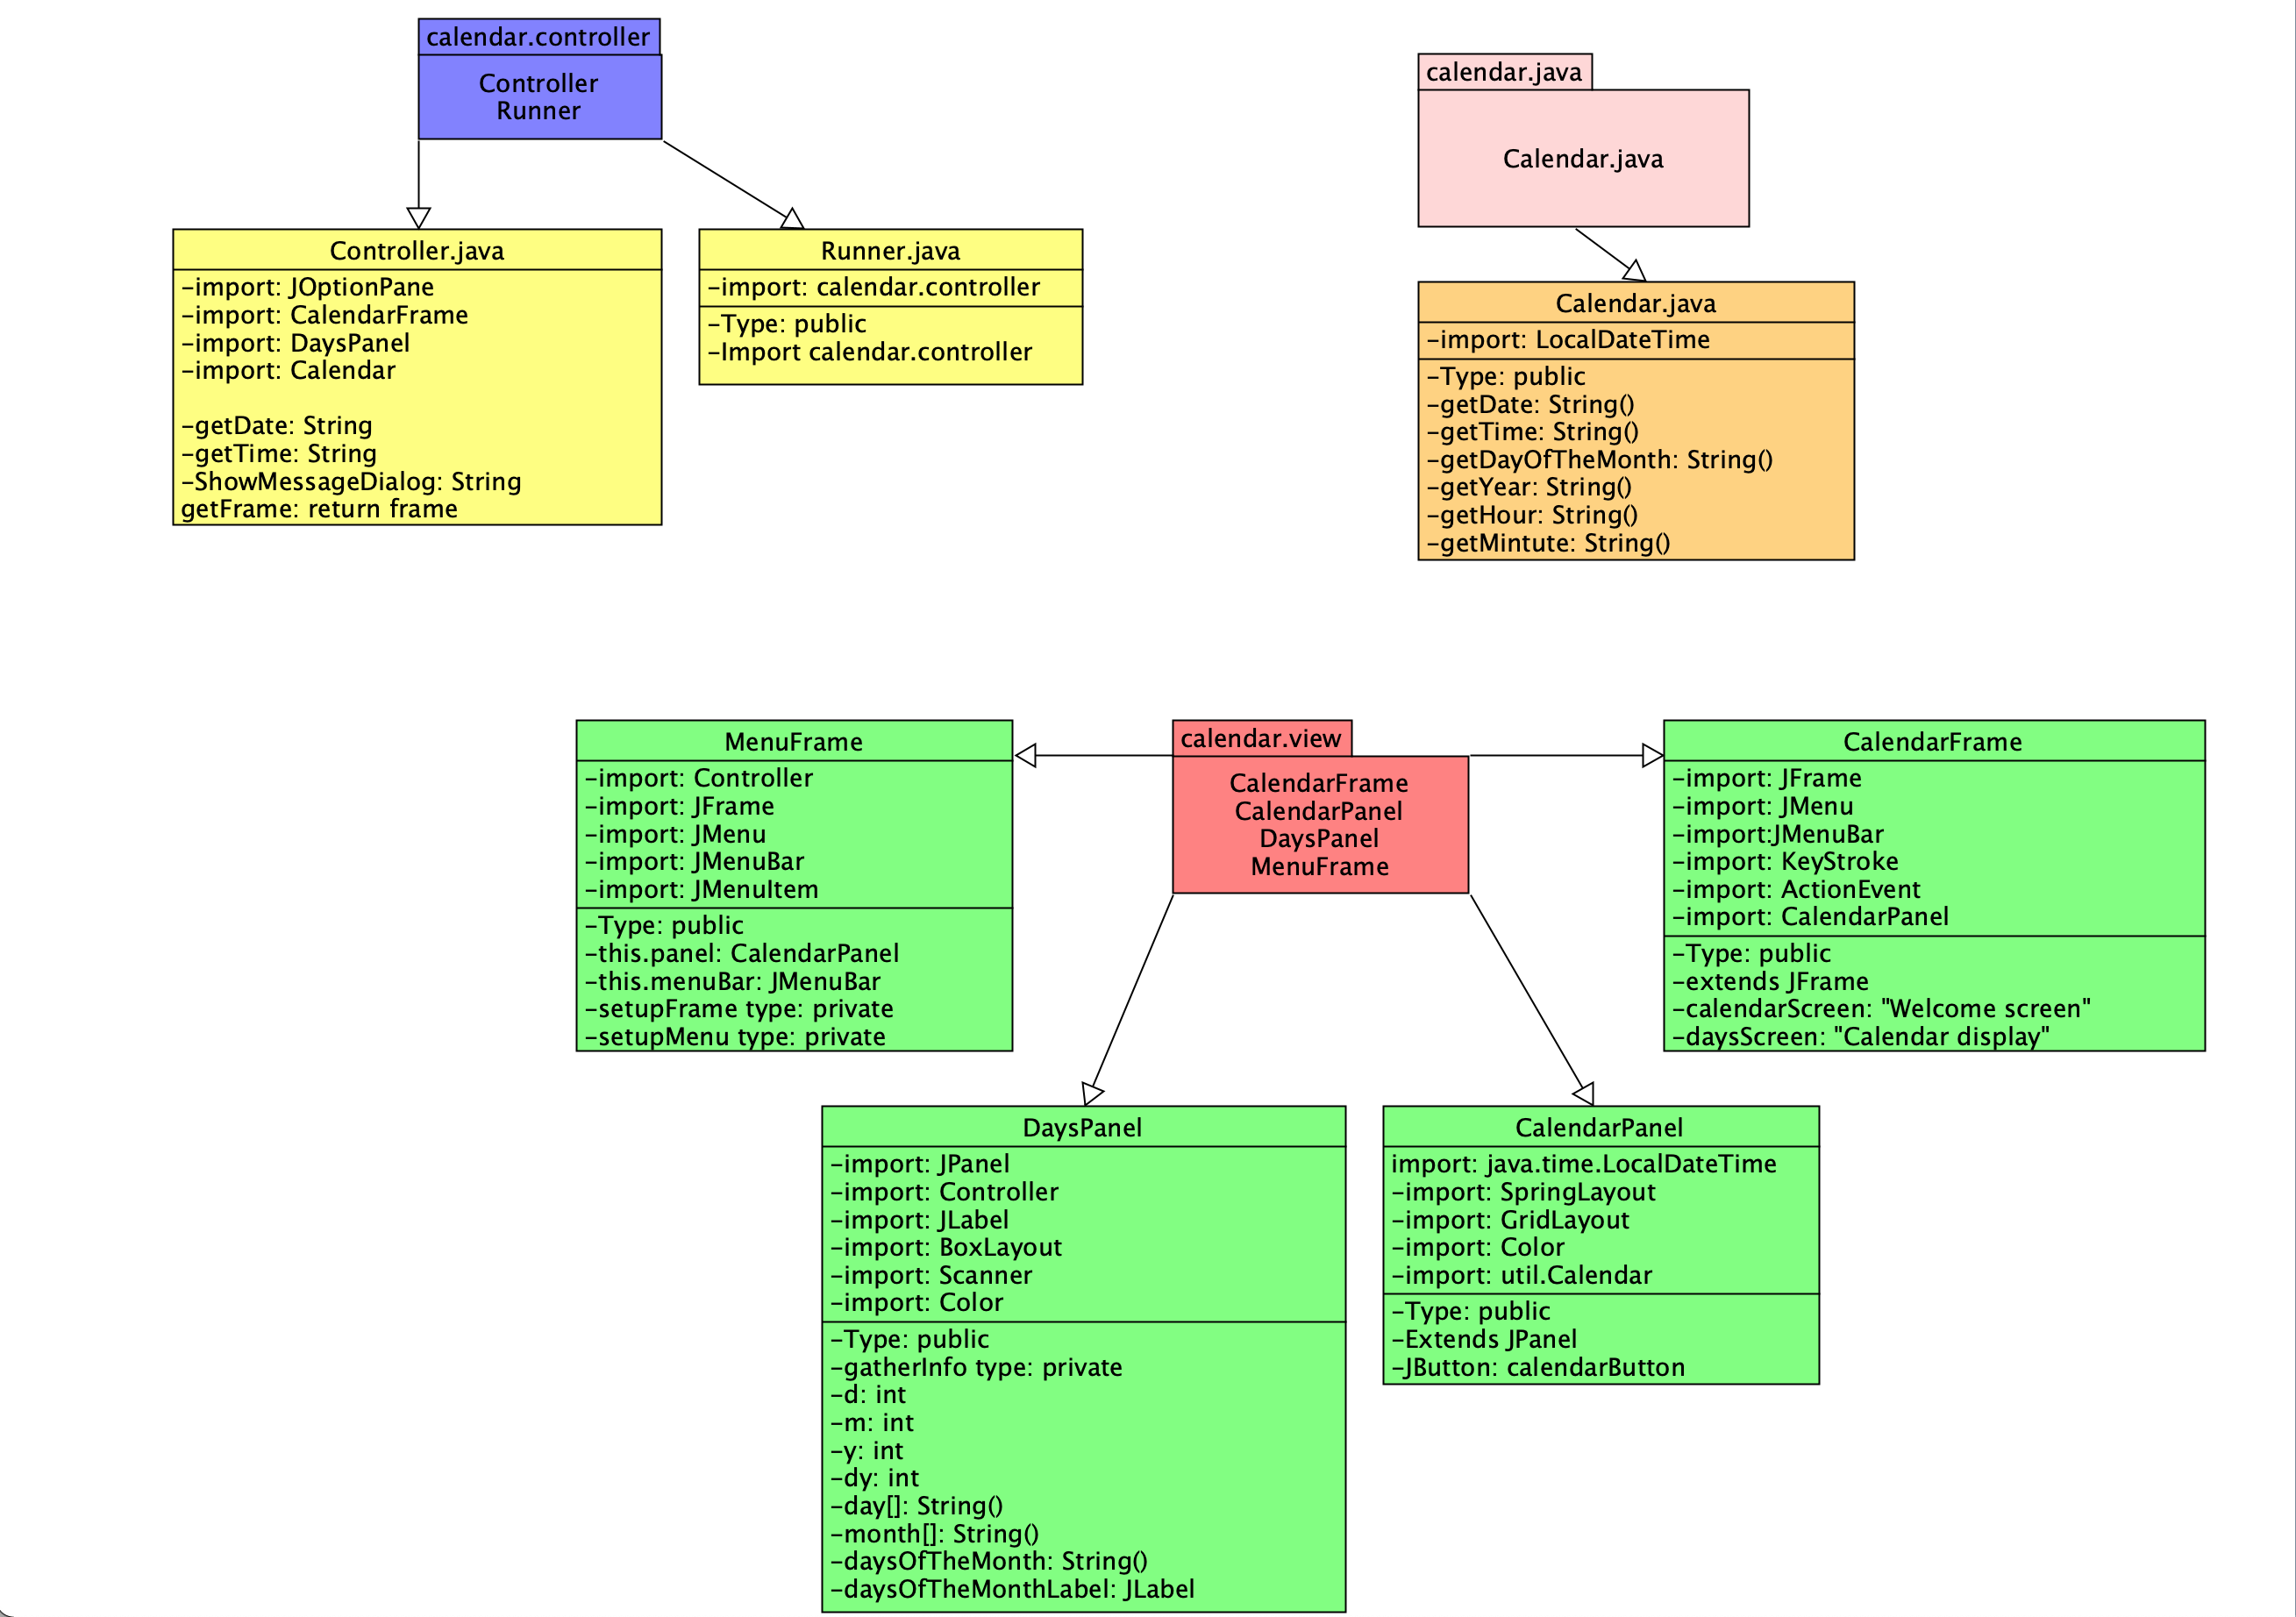 calendar.controller
Controller
Runner
calendar.java
Calendar.java
Controller.java
-import: JOptionPane
-import: CalendarFrame
-import: DaysPanel
-import: Calendar
-getDate: String
-getTime: String
-ShowMessageDialog: String
getFrame: return frame
Runner.java
-import: calendar.controller
-Type: public
-Import calendar.controller
Calendar.java
-import: LocalDateTime
-Type: public
-getDate: String()
-getTime: String()
-getDayOfTheMonth: String()
-getYear: String()
-getHour: String()
-getMintute: String()
MenuFrame
-import: Controller
-import: JFrame
-import: JMenu
-import: JMenuBar
-import: JMenuItem
-Type: public
-this.panel: CalendarPanel
-this.menuBar: JMenuBar
-setupFrame type: private
-setupMenu type: private
calendar.view
CalendarFrame
CalendarPanel
DaysPanel
MenuFrame
CalendarFrame
-import: JFrame
-import: JMenu
-import:JMenuBar
-import: KeyStroke
-import: ActionEvent
-import: CalendarPanel
-Type: public
-extends JFrame
-calendarScreen: "Welcome screen"
-daysScreen: "Calendar display"
DaysPanel
-import: JPanel
-import: Controller
-import: JLabel
-import: BoxLayout
-import: Scanner
-import: Color
-Type: public
-gatherInfo type: private
-d: int
-m: int
-y: int
-dy: int
-day[]: String()
-month[]: String()
-daysOfTheMonth: String()
-daysOfTheMonthLabel: JLabel
CalendarPanel
import: java.time.LocalDateTime
-import: SpringLayout
-import: GridLayout
-import: Color
-import: util.Calendar
-Type: public
-Extends JPanel
-JButton: calendarButton